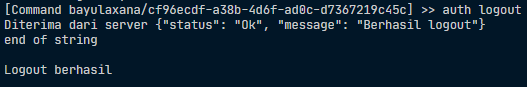 [Command bayulaxana/cf96ecdf-a38b-4d6f-ad0c-d7367219c45c] >> auth logout
Diterima dari server {"status": "Ok", "message": "Berhasil logout"}
end of string
Logout berhasil